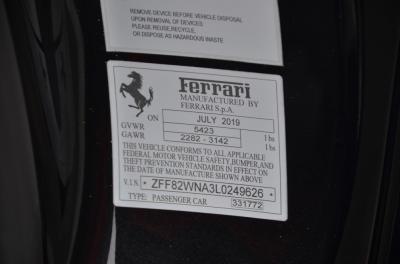 REMOVE DEVICE BEFORE VEHICLE DISPOSAL
UPON REMOVAL OF DEVICES
PLEASE REUSE,RECYCLE,
OR DISPOSE AS HAZARDOUS WASTE
Ferrari
MANUFACTURED BY
FERRARI S.p.A.
ON JULY 2019
GVWR 5423 lbs
GAWR 2282 - 3142 lbs
THIS VEHICLE CONFORMS TO ALL APPLICABLE
FEDERAL MOTOR VEHICLE SAFETY, BUMPER, AND
THEFT PREVENTION STANDARDS IN EFFECT ON
THE DATE OF MANUFACTURE SHOWN ABOVE
V.I.N. *ZFF82WNA3L0249626*
TYPE: PASSENGER CAR 331772